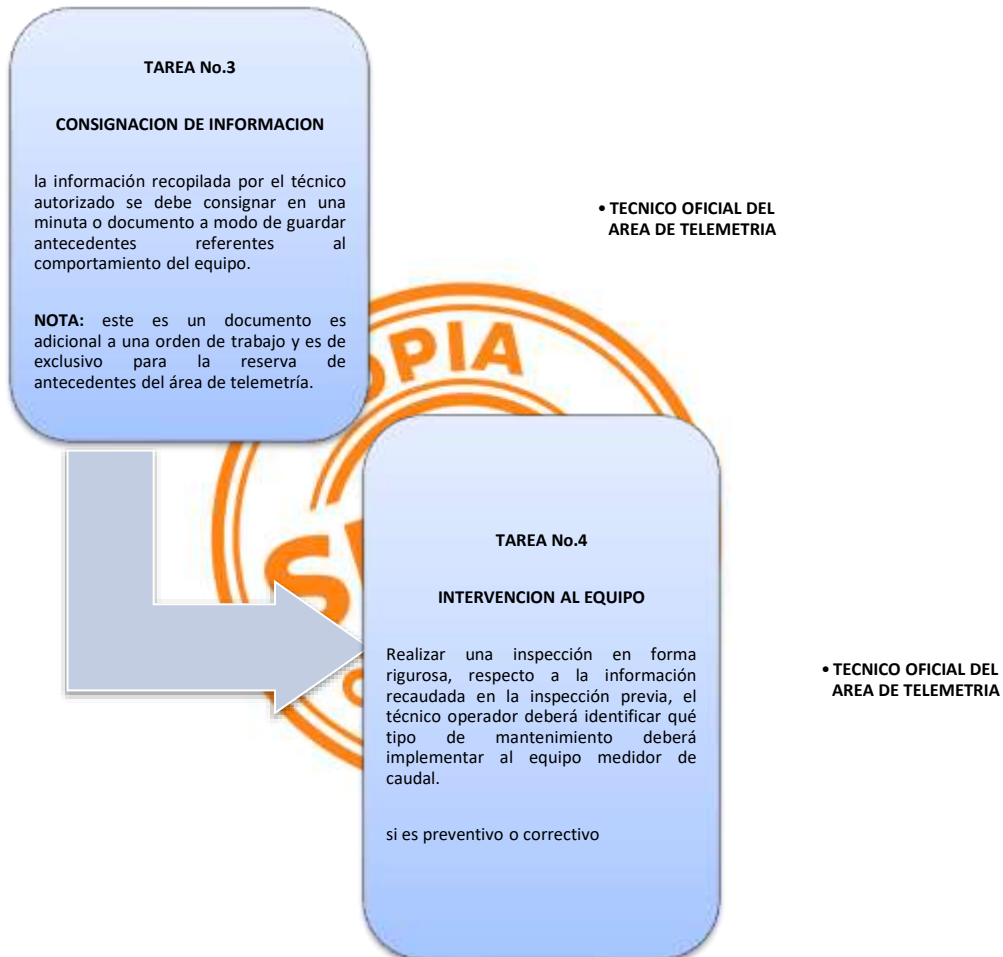 TAREA No.3
CONSIGNACION DE INFORMACION
la información recopilada por el técnico
autorizado se debe consignar en una
minuta o documento a modo de guardar
antecedentes referentes al
comportamiento del equipo.
NOTA: este es un documento es
adicional a una orden de trabajo y es de
exclusivo para la reserva de
antecedentes del área de telemetría.
• TECNICO OFICIAL DEL
AREA DE TELEMETRIA
TAREA No.4
INTERVENCION AL EQUIPO
Realizar una inspección en forma
rigurosa, respecto a la información
recaudada en la inspección previa, el
técnico operador deberá identificar qué
tipo de mantenimiento deberá
implementar al equipo medidor de
caudal.
si es preventivo o correctivo
• TECNICO OFICIAL DEL
AREA DE TELEMETRIA